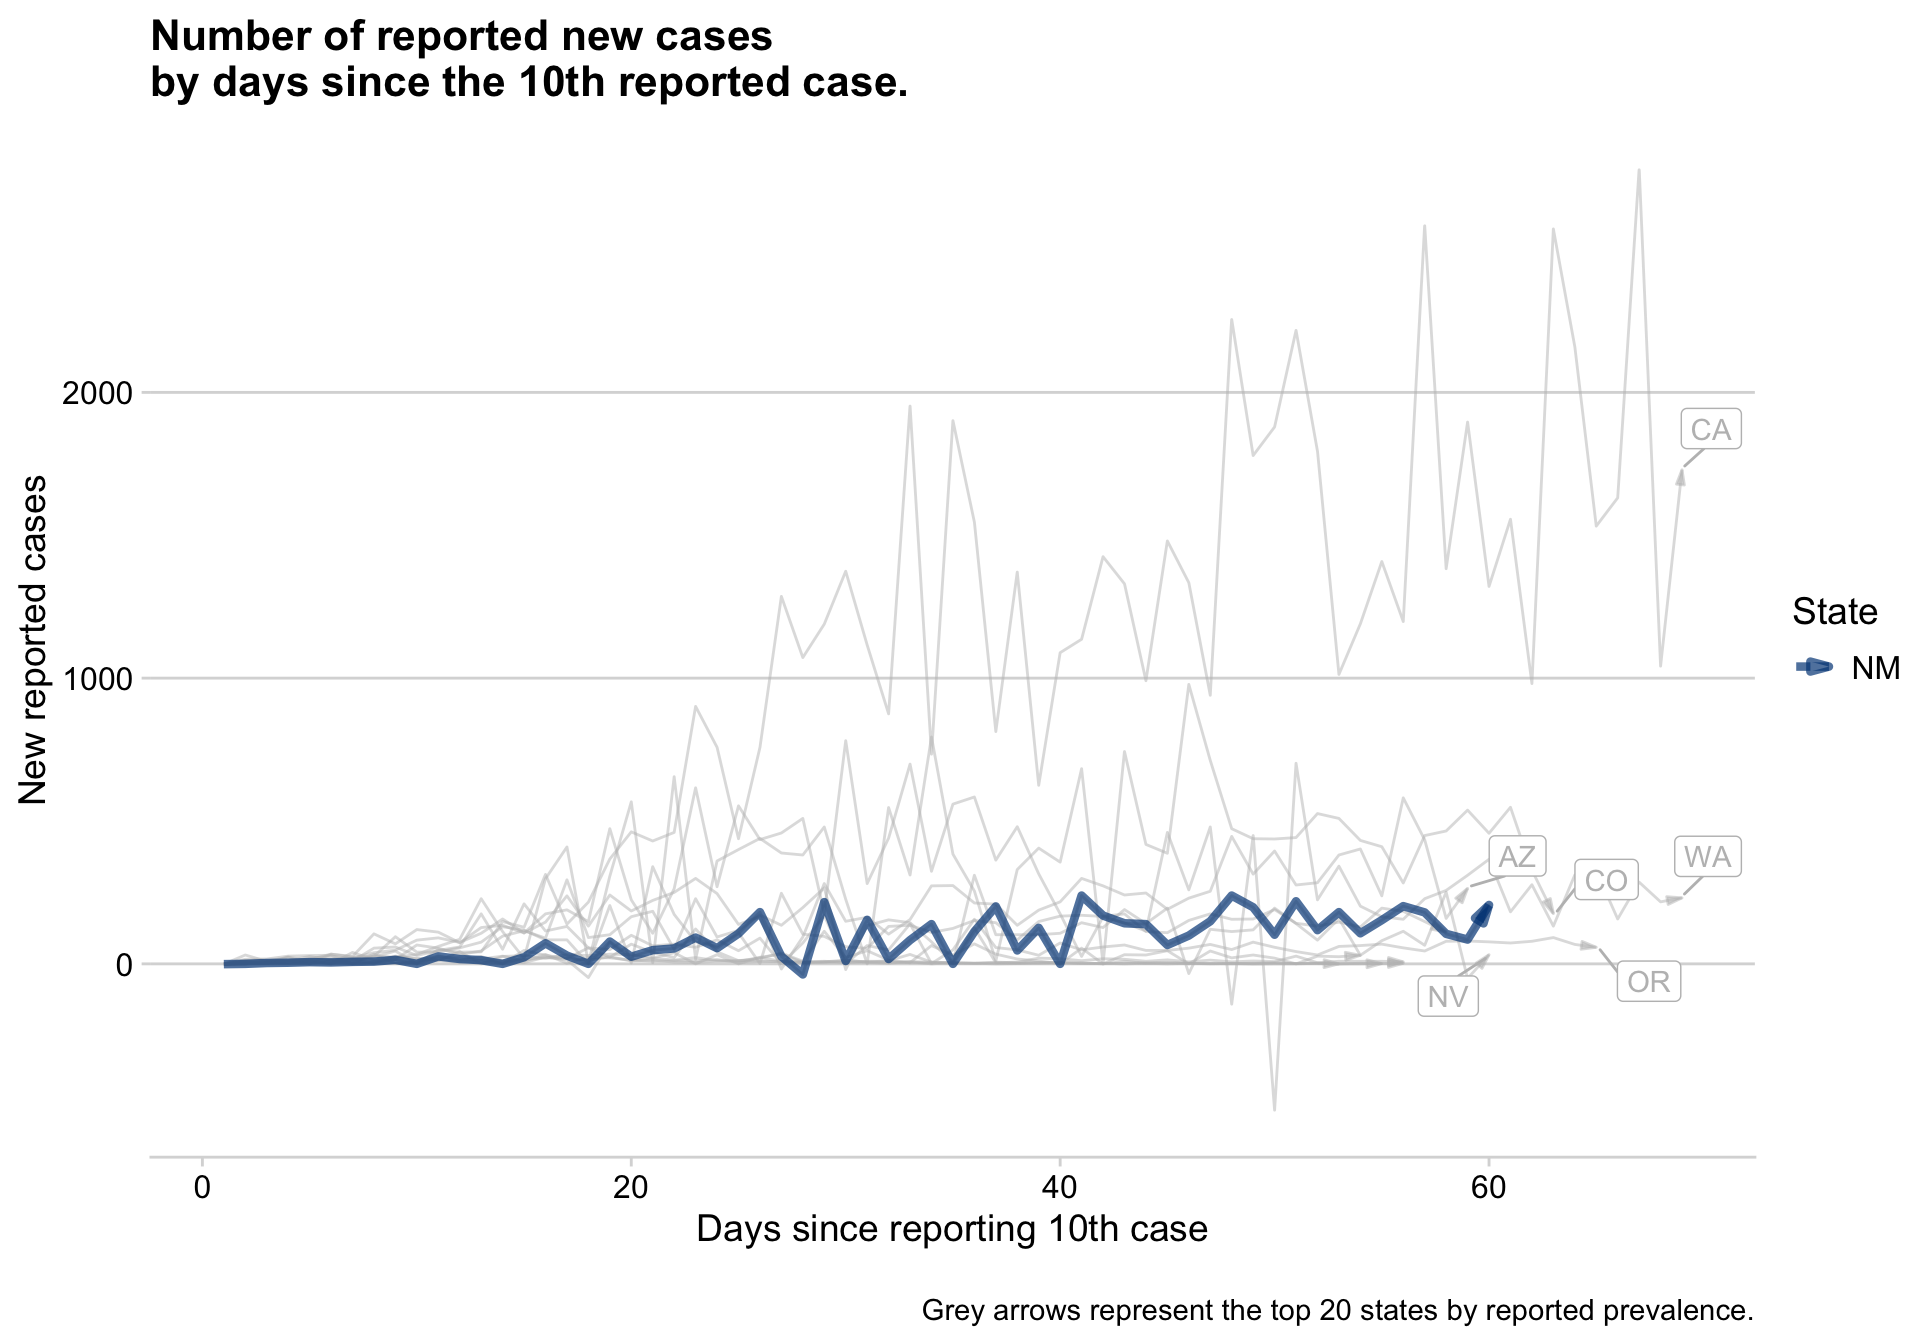 Number of reported new cases
by days since the 10th reported case.
New reported cases
2000
1000
0
CA
AZ
CO
WA
NV
OR
State
NM
0
20
40
60
Days since reporting 10th case
Grey arrows represent the top 20 states by reported prevalence.